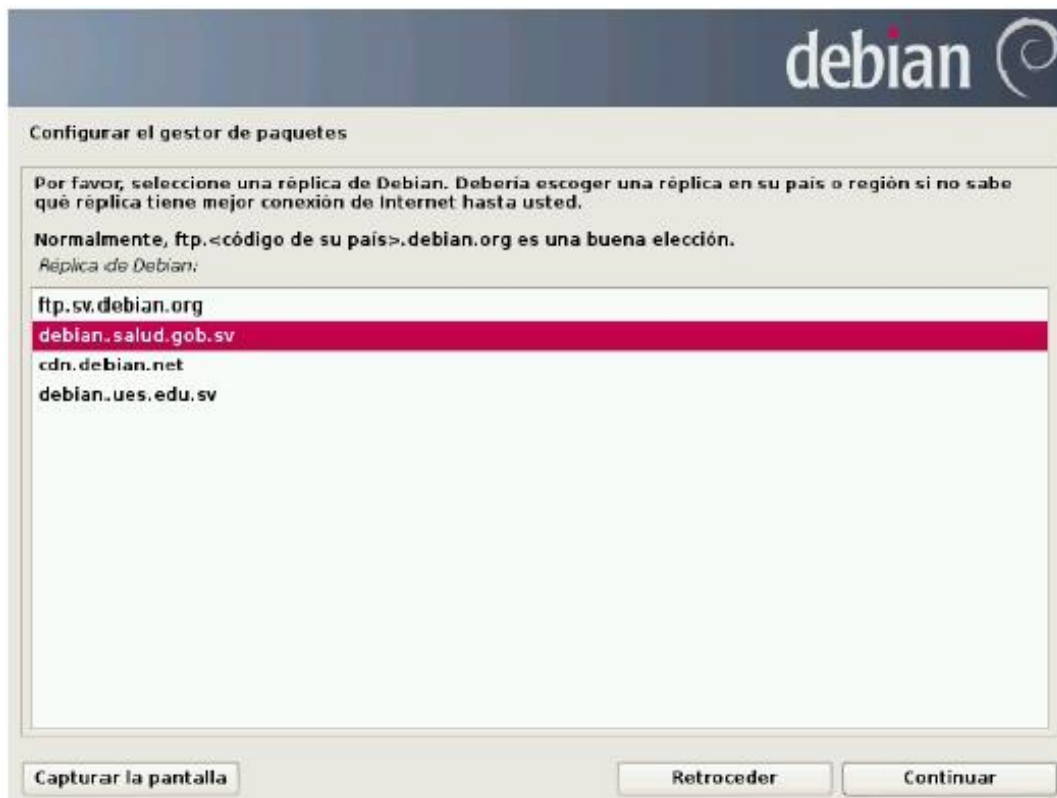 debian
Configurar el gestor de paquetes
Por favor, seleccione una réplica de Debian. Debería escoger una réplica en su país o región si no sabe
qué réplica tiene mejor conexión de Internet hasta usted.
Normalmente, ftp.<código de su país>.debian.org es una buena elección.
Réplica de Debian:
ftp.sv.debian.org
debian.salud.gob.sv
cdn.debian.net
debian.ues.edu.sv
Capturar la pantalla
Retroceder
Continuar